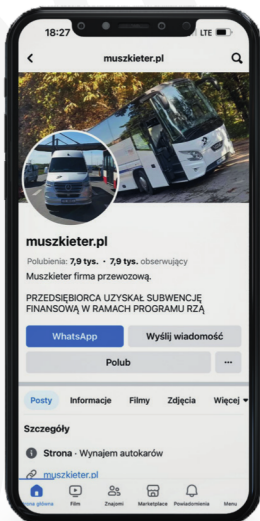 18:27 LTE
muszkieter.pl
muszkieter.pl
Polubienia: 7,9 tys. • 7,9 tys. obserwujący
Muszkieter firma przewozową.
PRZEDSIĘBIORCA UZYSKAŁ SUBWENCJĘ
FINANSOWĄ W RAMACH PROGRAMU RZĄ
WhatsApp Wyślij wiadomość
Polub ...
Posty Informacje Filmy Zdjęcia Więcej
Szczegóły
Strona · Wynajem autokarów
muszkieter.pl
główna Film Znajomi Marketplace Powiadomienia Menu